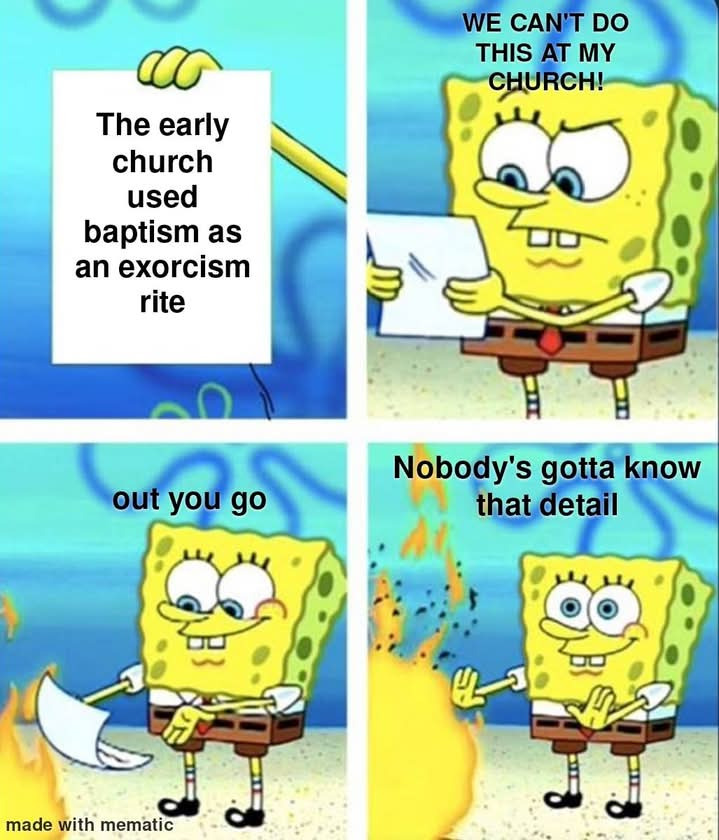 The early
church
used
baptism as
an exorcism
rite
WE CAN'T DO
THIS AT MY
CHURCH!
out you go
Nobody's gotta know
that detail
made with mematic